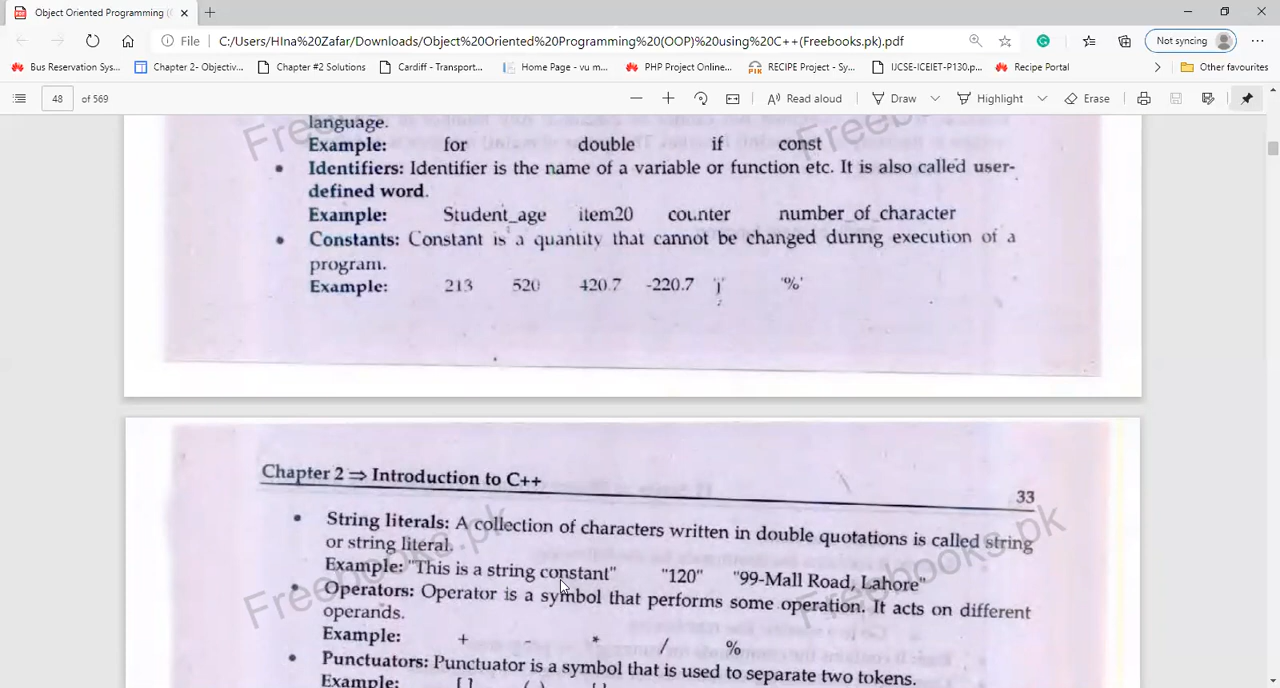 Object Oriented Programming (
File C:/Users/HIna%20Zafar/Downloads/Object%20Oriented%20Programming%20(OOP)%20using%20C++(Freebooks.pk).pdf Not syncing
Bus Reservation Sys... Chapter 2- Objectiv... Chapter #2 Solutions Cardiff - Transport... Home Page - vu m... PHP Project Online... RECIPE Project - Sy... IJCSE-ICEIET-P130.p... Recipe Portal Other favourites
48 of 569 Read aloud Draw Highlight Erase
language.
Example: for double if const
• Identifiers: Identifier is the name of a variable or function etc. It is also called user-
defined word.
Example: Student_age item20 counter number_of_character
• Constants: Constant is a quantity that cannot be changed during execution of a
program.
Example: 213 520 420.7 -220.7 '%'
Chapter 2 ⇒ Introduction to C++
33
• String literals: A collection of characters written in double quotations is called string
or string literal.
Example: "This is a string constant" "120" "99-Mall Road, Lahore"
• Operators: Operator is a symbol that performs some operation. It acts on different
operands.
Example: + - * / %
• Punctuators: Punctuator is a symbol that is used to separate two tokens.
Example: [ ] ( )
Freebooks.pk